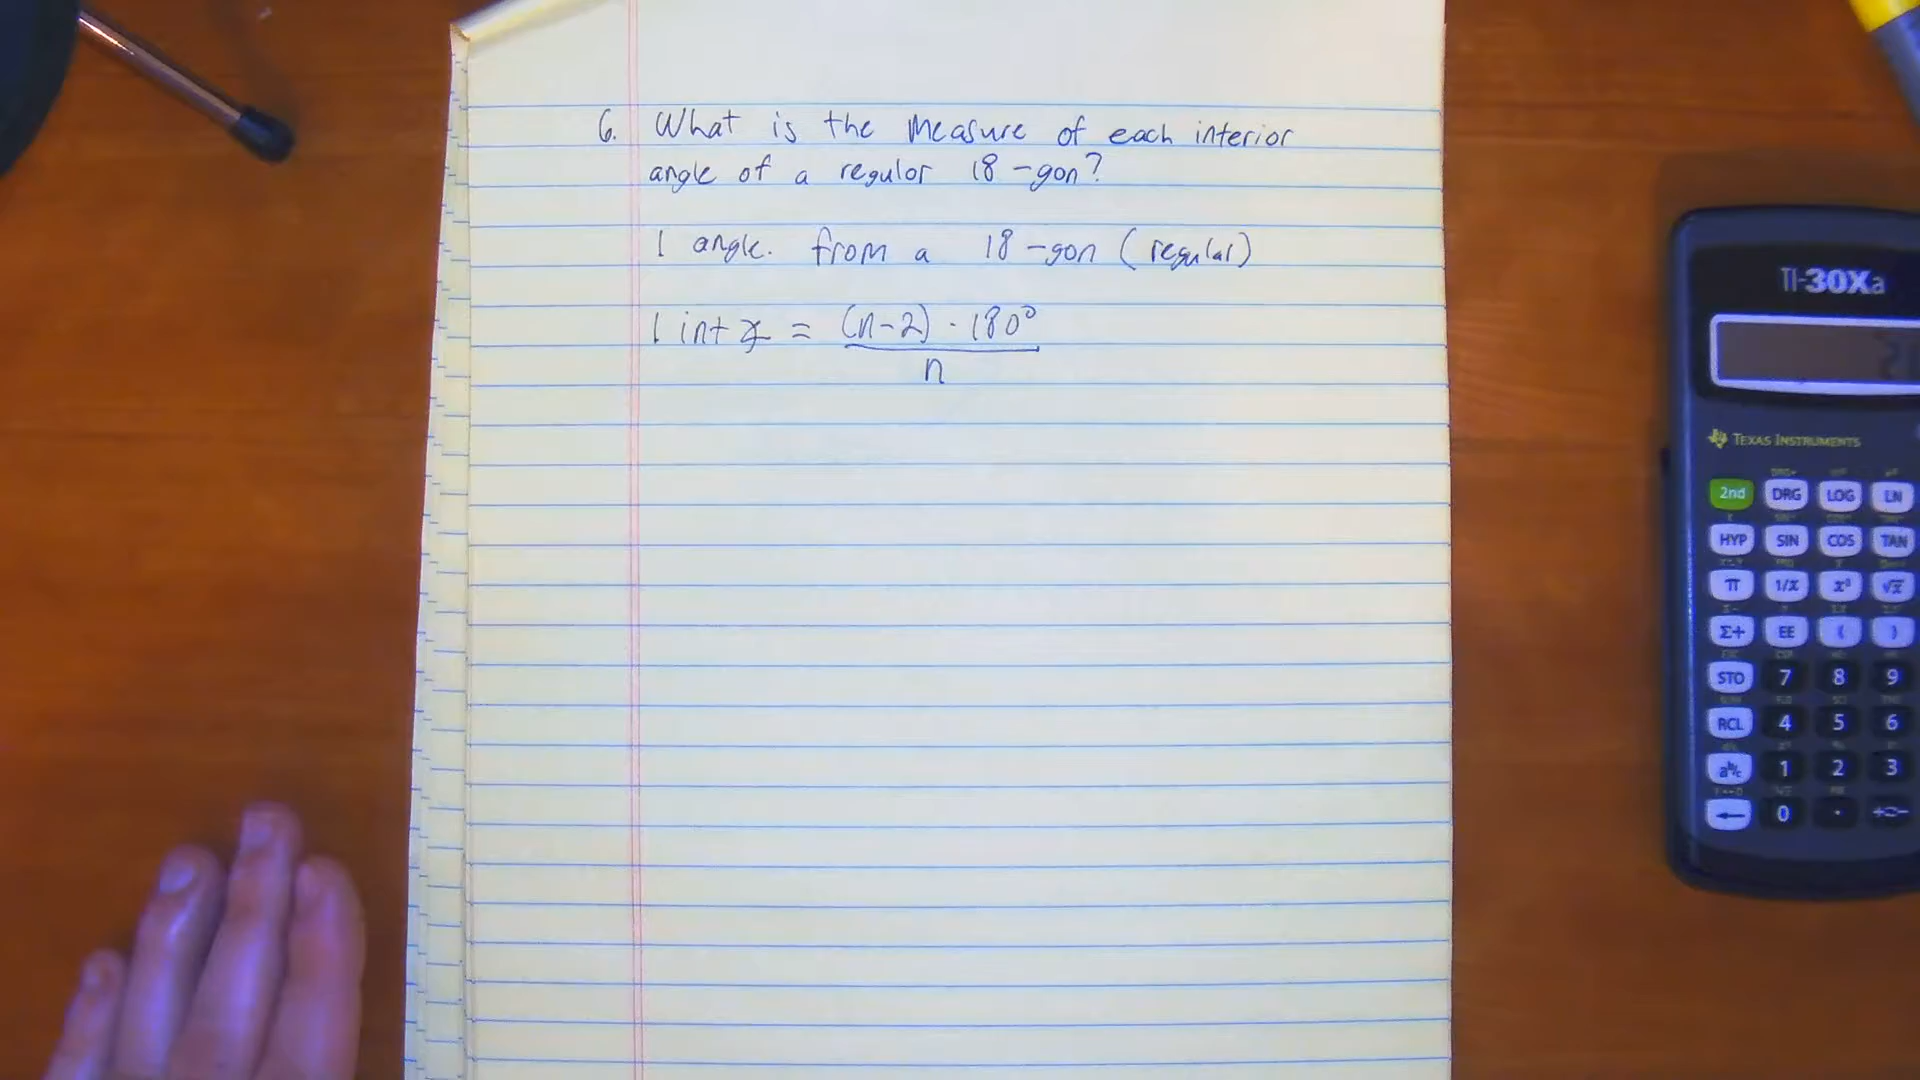 6. What is the measure of each interior
angle of a regular 18-gon?
1 angle. from a 18-gon (regular)
1 int ∡ = (n-2) · 180°
n
TI-30Xa
TEXAS INSTRUMENTS
2nd DRG LOG LN
HYP SIN COS TAN
π 1/x x² √x
Σ+ EE ( )
STO 7 8 9
RCL 4 5 6
a b/c 1 2 3
← 0 ·